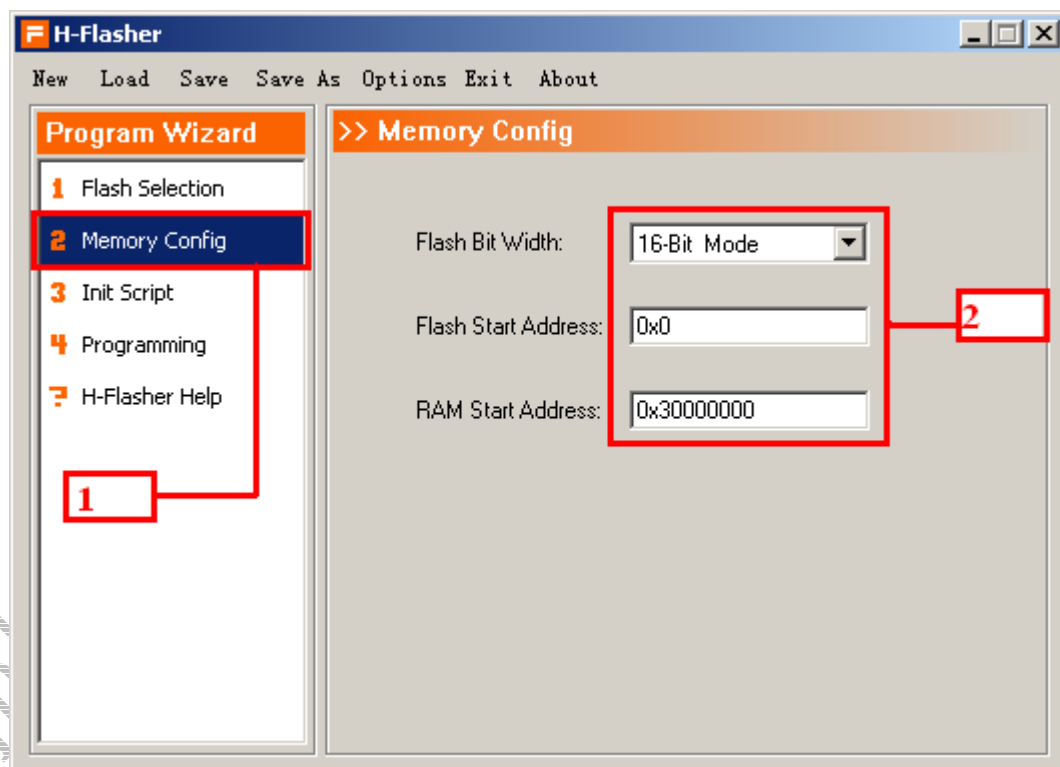 H-Flasher
New Load Save Save As Options Exit About
Program Wizard
1 Flash Selection
2 Memory Config
3 Init Script
4 Programming
? H-Flasher Help
1
>> Memory Config
Flash Bit Width: 16-Bit Mode
Flash Start Address: 0x0
RAM Start Address: 0x30000000
2